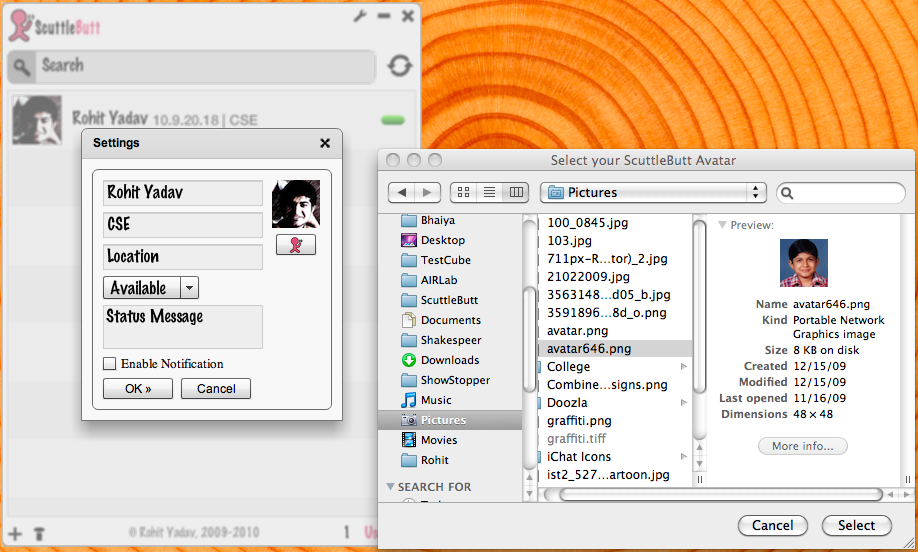 ScuttleButt
Search
Rohit Yadav 10.9.20.18 | CSE
Settings
Rohit Yadav
CSE
Location
Available
Status Message
Enable Notification
OK »
Cancel
© Rohit Yadav, 2009-2010
1
Select your ScuttleButt Avatar
Pictures
Bhaiya
Desktop
TestCube
AIRLab
ScuttleButt
Documents
Shakespeer
Downloads
ShowStopper
Music
Pictures
Movies
Rohit
SEARCH FOR
100_0845.jpg
103.jpg
711px-R...tor)_2.jpg
21022009.jpg
3563148...d05_b.jpg
3591896...8d_o.png
avatar.png
avatar646.png
College
Combine...signs.png
Doozla
graffiti.png
graffiti.tiff
iChat Icons
ist2_527...artoon.jpg
Preview:
Name avatar646.png
Kind Portable Network
Graphics image
Size 8 KB on disk
Created 12/15/09
Modified 12/15/09
Last opened 11/16/09
Dimensions 48 × 48
More info...
Cancel
Select